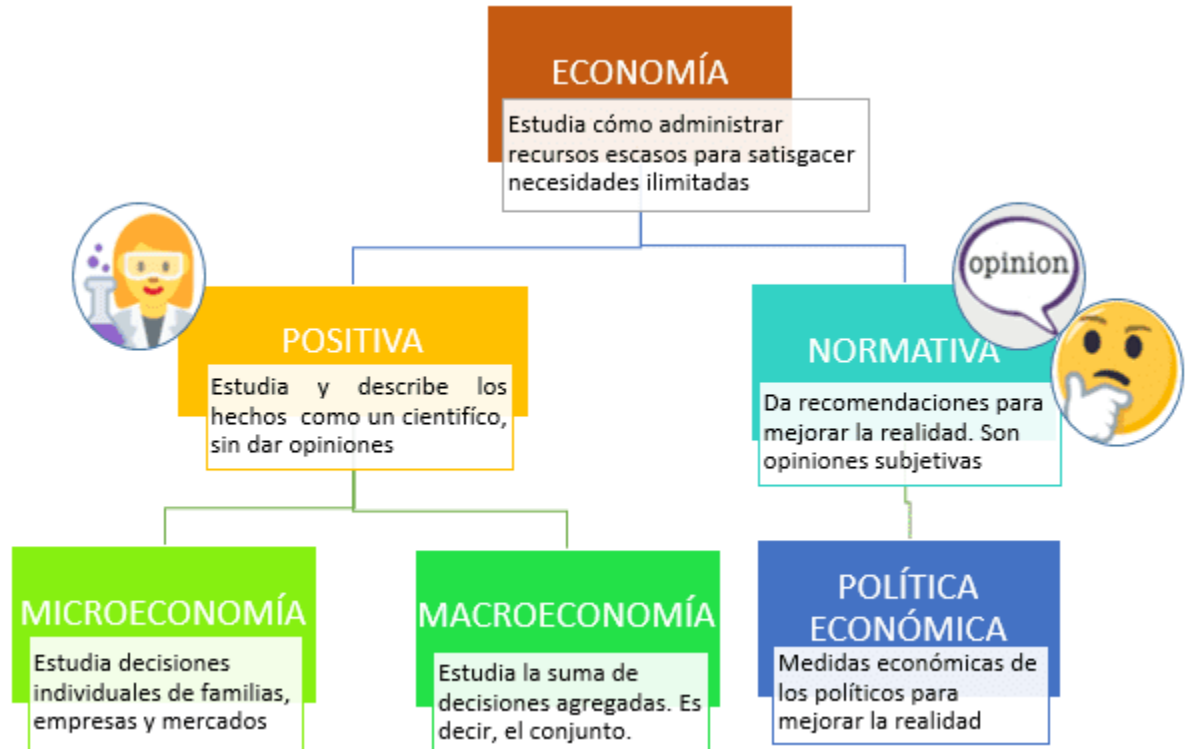 ECONOMÍA
Estudia cómo administrar
recursos escasos para satisgacer
necesidades ilimitadas
opinion
POSITIVA
Estudia y describe los
hechos como un cientifíco,
sin dar opiniones
NORMATIVA
Da recomendaciones para
mejorar la realidad. Son
opiniones subjetivas
MICROECONOMÍA
Estudia decisiones
individuales de familias,
empresas y mercados
MACROECONOMÍA
Estudia la suma de
decisiones agregadas. Es
decir, el conjunto.
POLÍTICA
ECONÓMICA
Medidas económicas de
los políticos para
mejorar la realidad